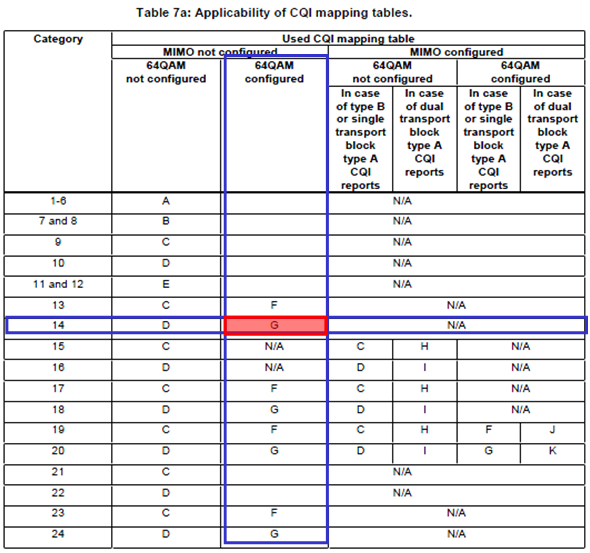 Table 7a: Applicability of CQI mapping tables.
Category Used CQI mapping table
MIMO not configured MIMO configured
64QAM not configured 64QAM configured 64QAM not configured 64QAM configured
In case of type B or single transport block type A CQI reports In case of dual transport block type A CQI reports In case of type B or single transport block type A CQI reports In case of dual transport block type A CQI reports
1-6 A N/A
7 and 8 B N/A
9 C N/A
10 D N/A
11 and 12 E N/A
13 C F N/A
14 D G N/A
15 C N/A C H N/A
16 D N/A D I N/A
17 C F C H N/A
18 D G D I N/A
19 C F C H F J
20 D G D I G K
21 C N/A
22 D N/A
23 C F N/A
24 D G N/A